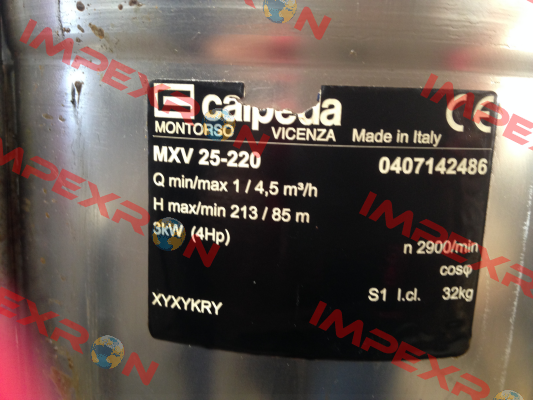 IMPEXRON
calpeda
MONTORSO VICENZA Made in Italy
CE
MXV 25-220 0407142486
Q min/max 1 / 4,5 m³/h
H max/min 213 / 85 m
3kW (4Hp) n 2900/min
cosφ
XYXYKRY S1 I.cl. 32kg
IMPEXRON
IMPEXRON
IMPEXRON